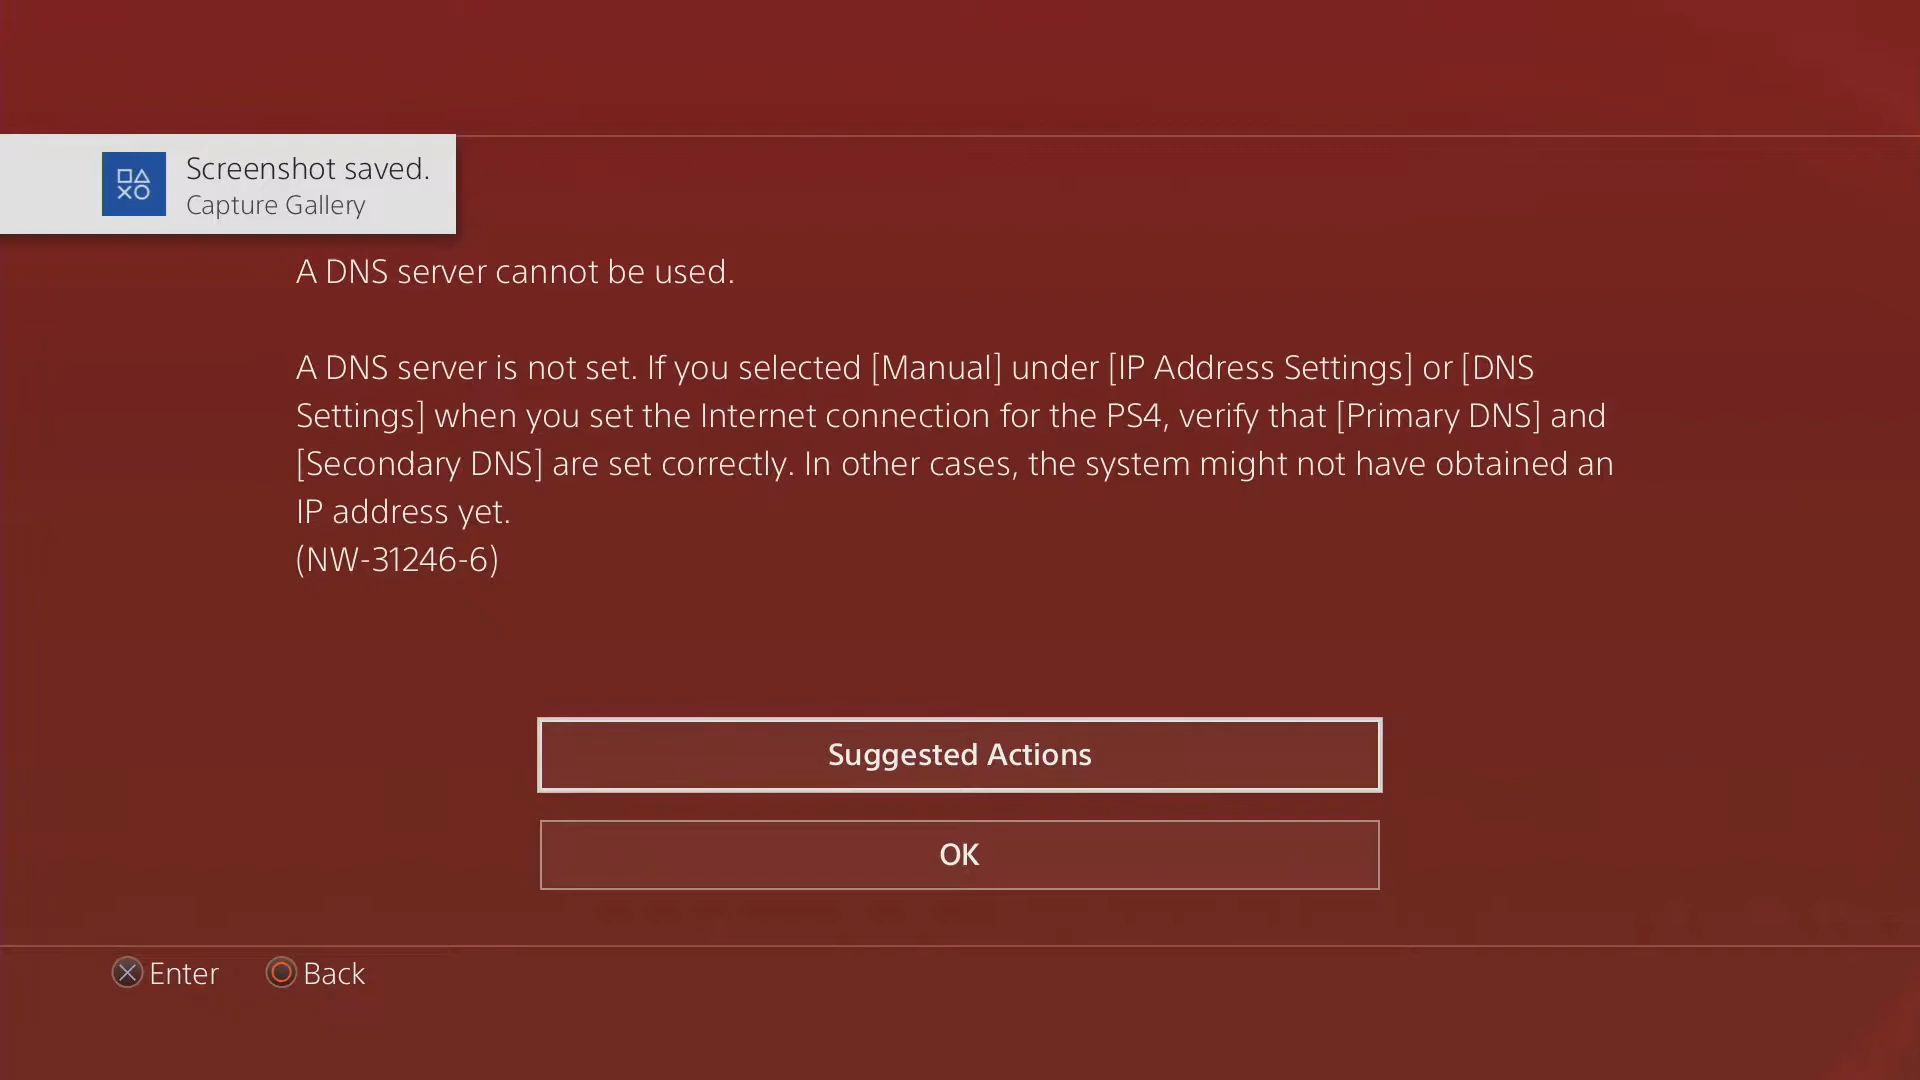 Screenshot saved.
Capture Gallery
A DNS server cannot be used.
A DNS server is not set. If you selected [Manual] under [IP Address Settings] or [DNS
Settings] when you set the Internet connection for the PS4, verify that [Primary DNS] and
[Secondary DNS] are set correctly. In other cases, the system might not have obtained an
IP address yet.
(NW-31246-6)
Suggested Actions
OK
Enter Back